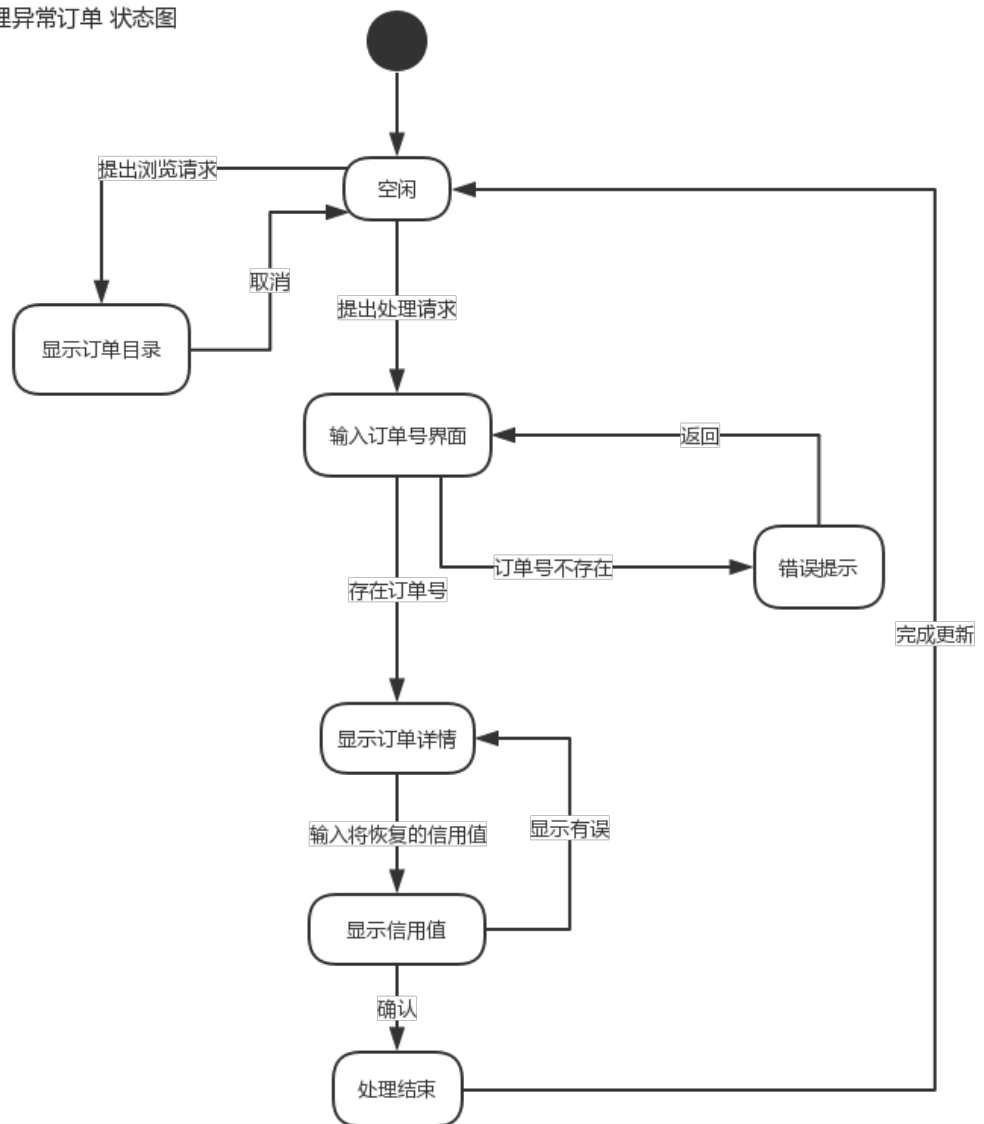 理异常订单 状态图
提出浏览请求
空闲
取消
提出处理请求
显示订单目录
输入订单号界面
返回
订单号不存在
错误提示
存在订单号
完成更新
显示订单详情
输入将恢复的信用值
显示有误
显示信用值
确认
处理结束